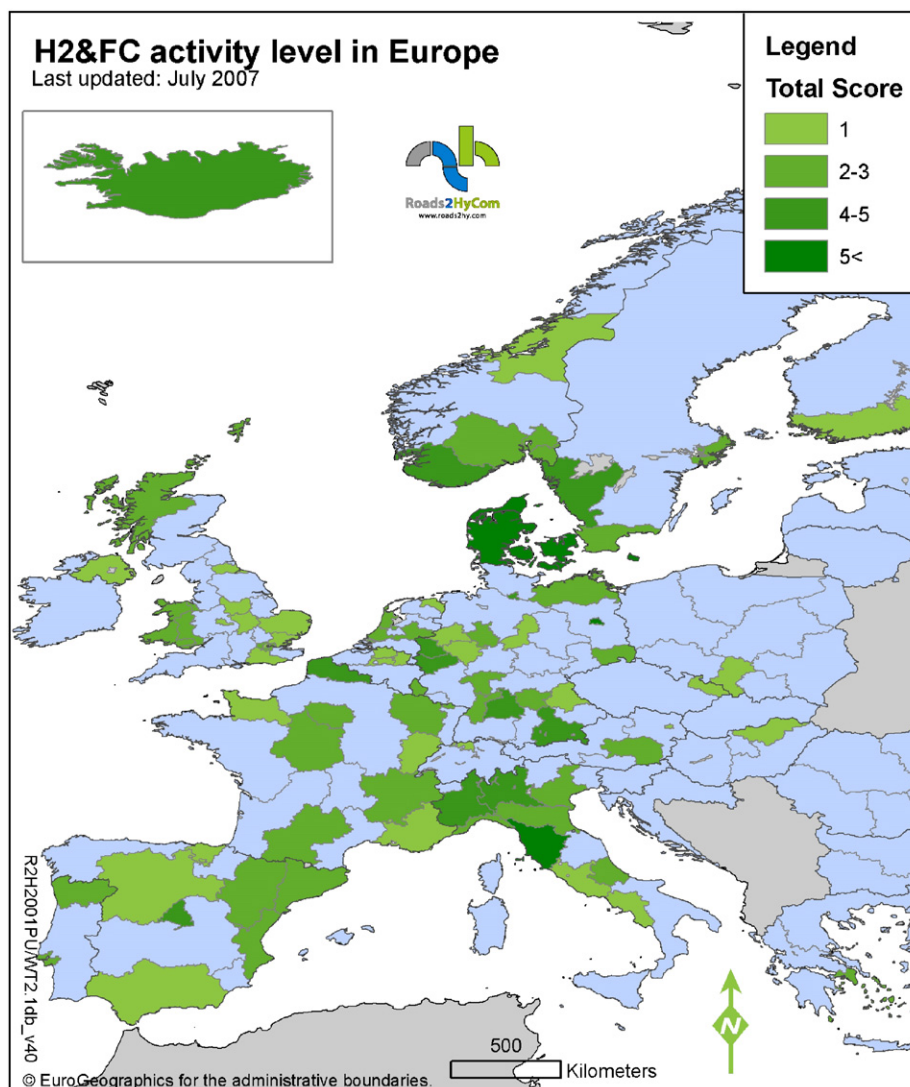 H2&FC activity level in Europe
Last updated: July 2007
Roads2HyCom
www.roads2hy.com
Legend
Total Score
1
2-3
4-5
5<
R2H2001PU/WT2.1db_v40
N
500
Kilometers
© EuroGeographics for the administrative boundaries.